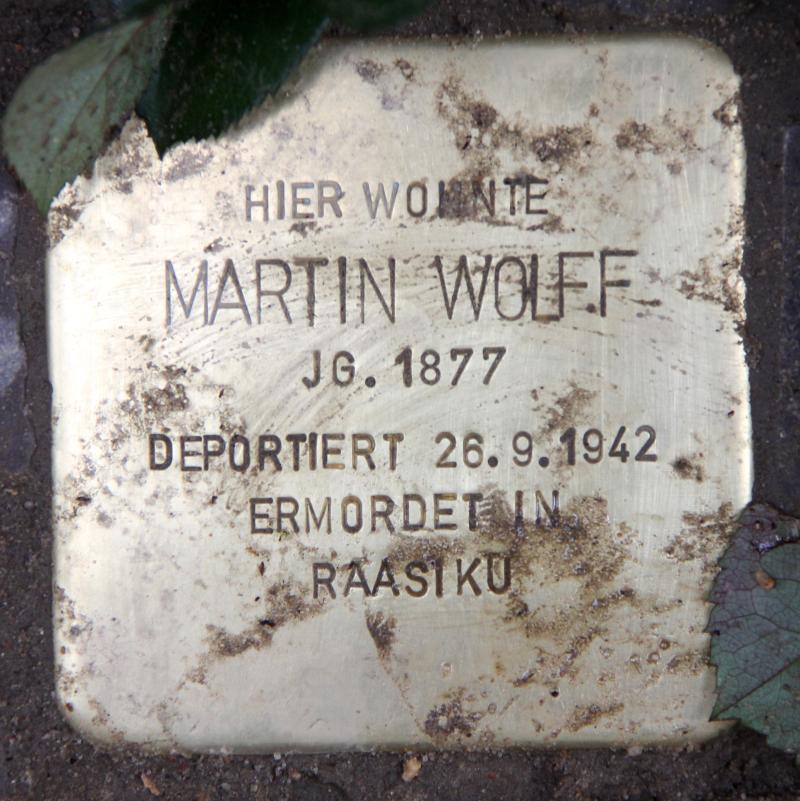 HIER WOHNTE
MARTIN WOLFF
JG. 1877
DEPORTIERT 26.9.1942
ERMORDET IN
RAASIKU